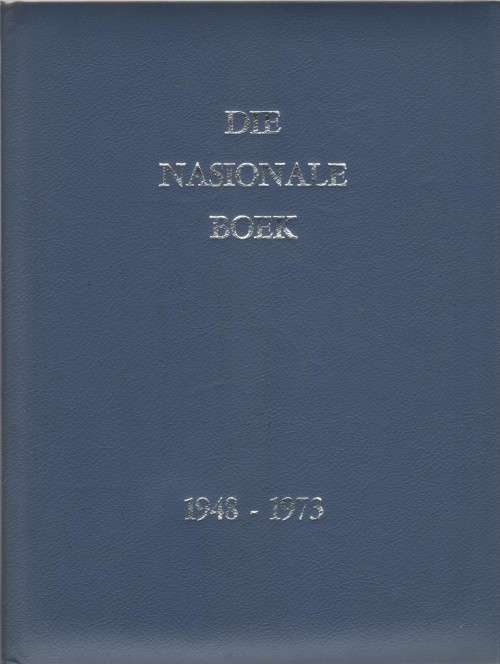 DIE
NASIONALE
BOEK
1948 - 1973